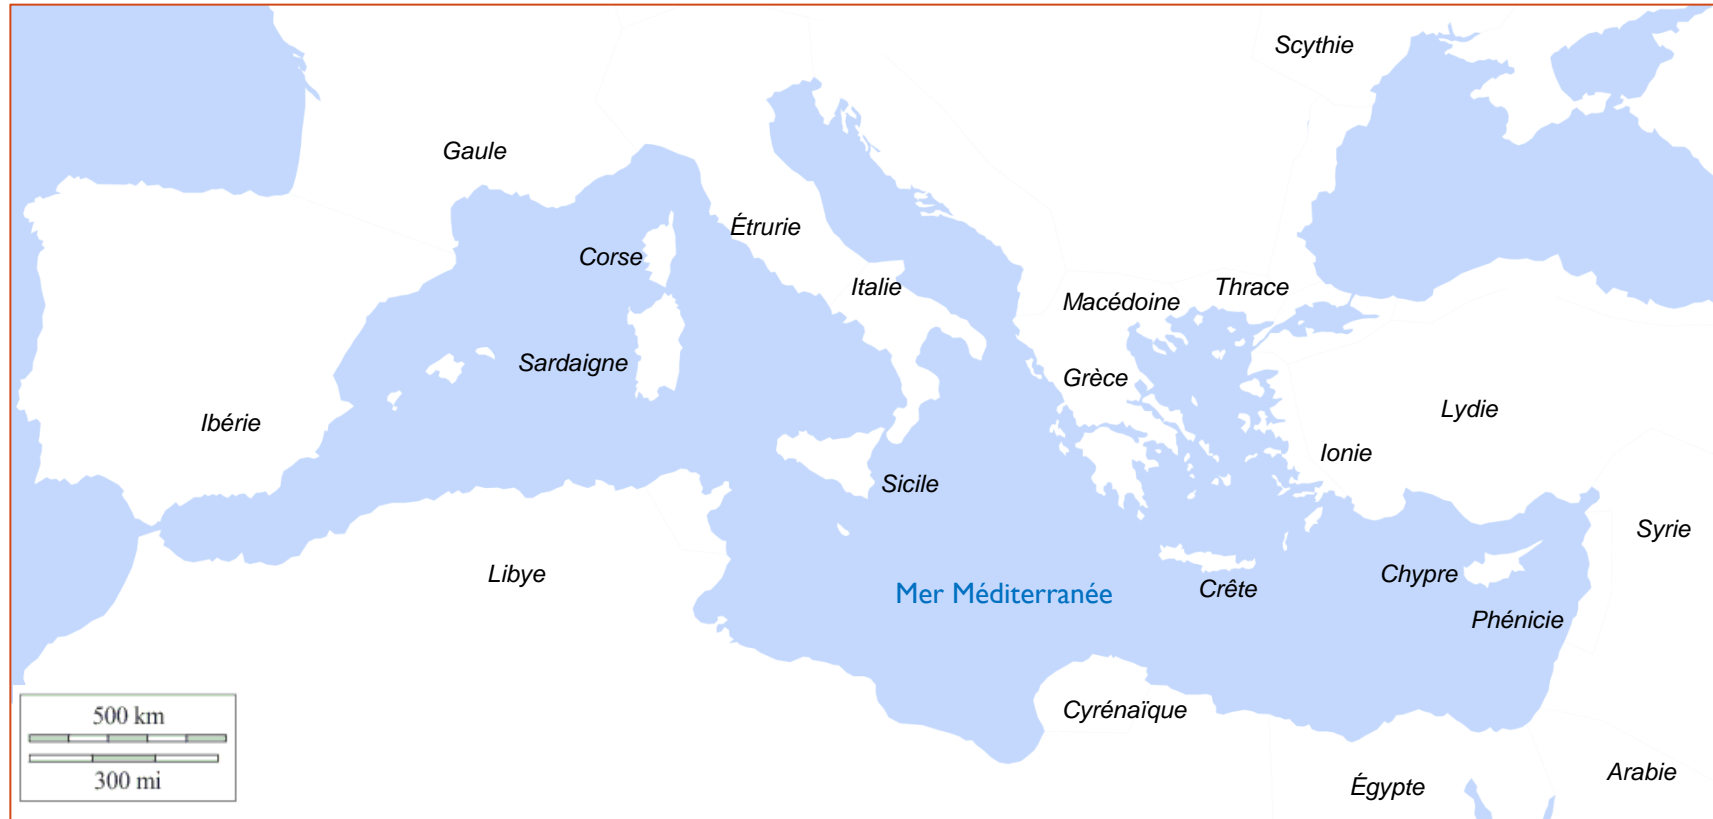 Scythie
Gaule
Étrurie
Corse
Italie
Thrace
Macédoine
Sardaigne
Grèce
Lydie
Ibérie
Ionie
Sicile
Syrie
Libye
Chypre
Crête
Mer Méditerranée
Phénicie
Cyrénaïque
500 km
300 mi
Arabie
Égypte